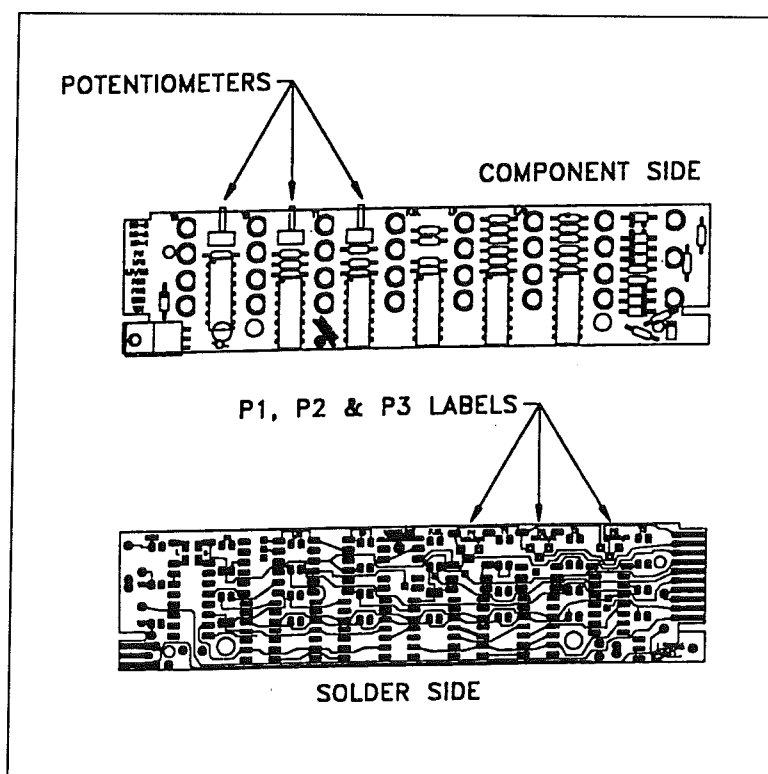 POTENTIOMETERS
COMPONENT SIDE
P1, P2 & P3 LABELS
SOLDER SIDE